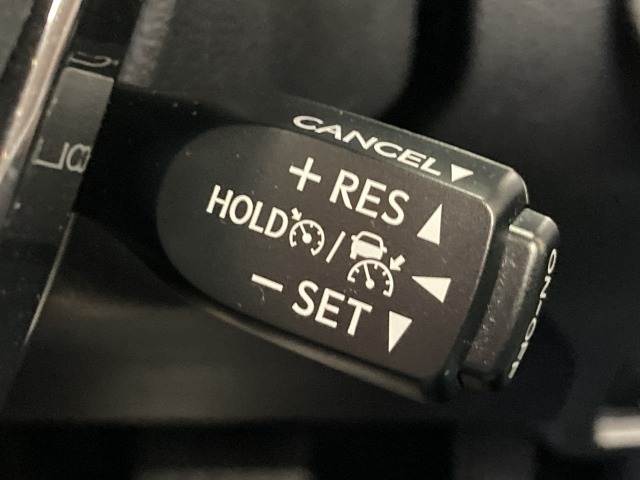 CANCEL▼
+ RES ▲
HOLD / ◀
− SET ▼
ON-OFF